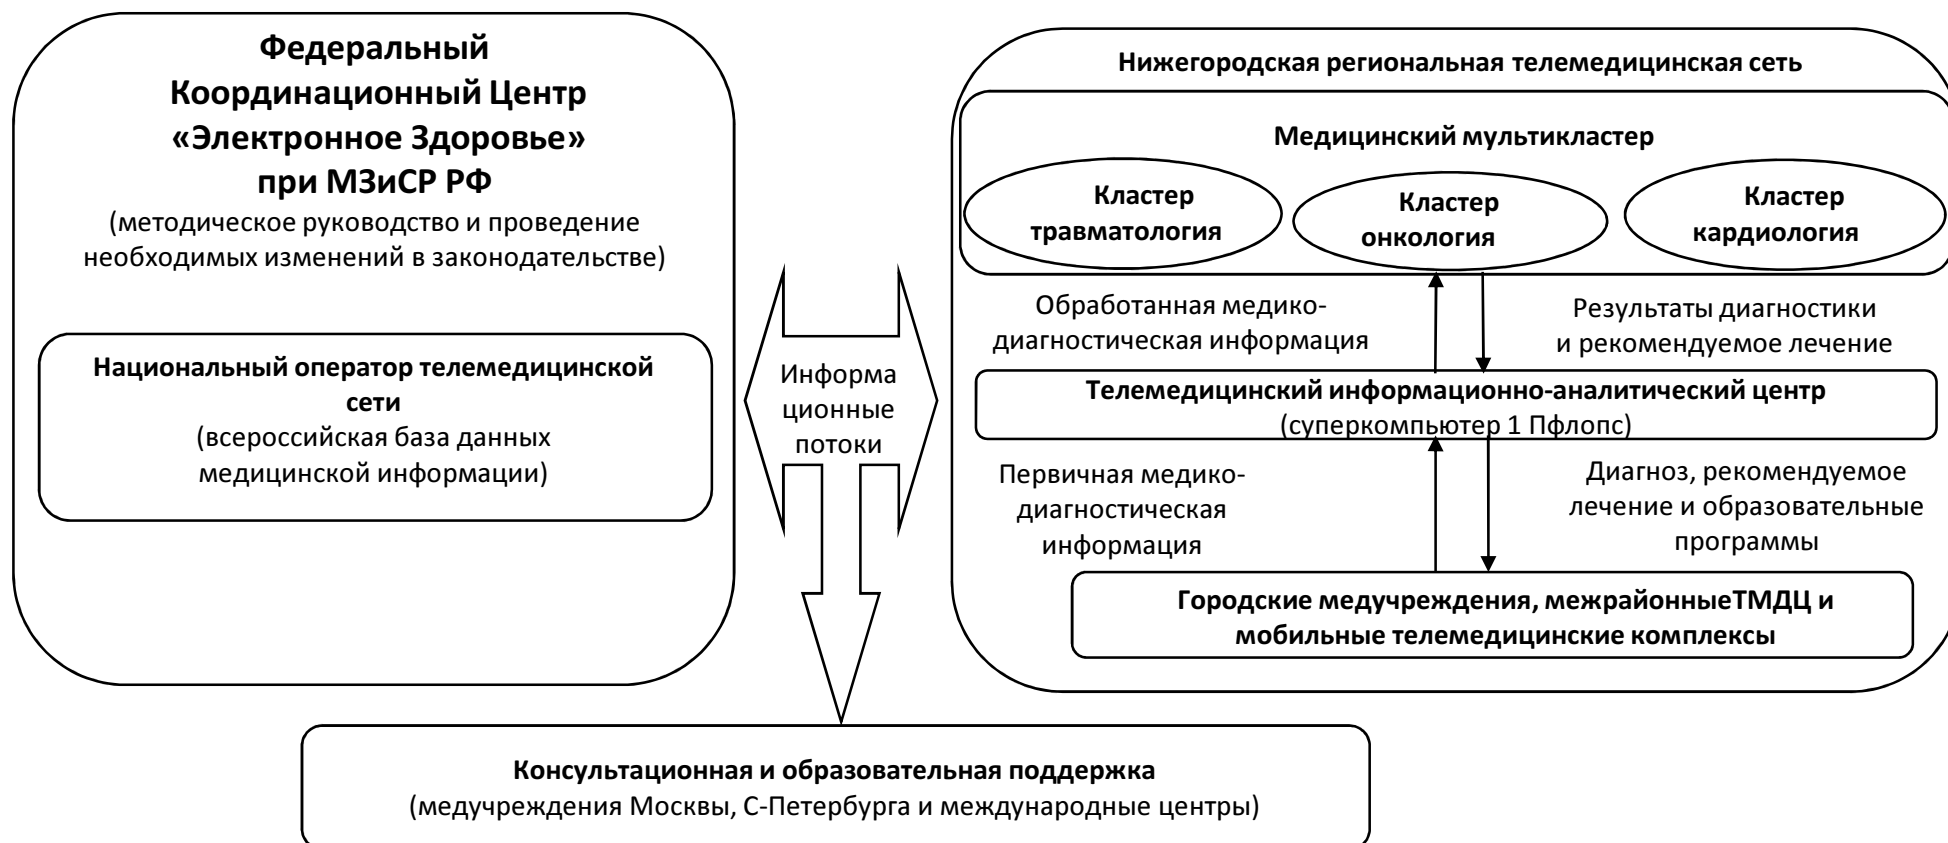 Федеральный
Координационный Центр
«Электронное Здоровье»
при МЗиСР РФ
(методическое руководство и проведение
необходимых изменений в законодательстве)
Национальный оператор телемедицинской
сети
(всероссийская база данных
медицинской информации)
Информа
ционные
потоки
Нижегородская региональная телемедицинская сеть
Медицинский мультикластер
Кластер
травматология
Кластер
онкология
Кластер
кардиология
Обработанная медико-
диагностическая информация
Результаты диагностики
и рекомендуемое лечение
Телемедицинский информационно-аналитический центр
(суперкомпьютер 1 Пфлопс)
Первичная медико-
диагностическая
информация
Диагноз, рекомендуемое
лечение и образовательные
программы
Городские медучреждения, межрайонныеТМДЦ и
мобильные телемедицинские комплексы
Консультационная и образовательная поддержка
(медучреждения Москвы, С-Петербурга и международные центры)